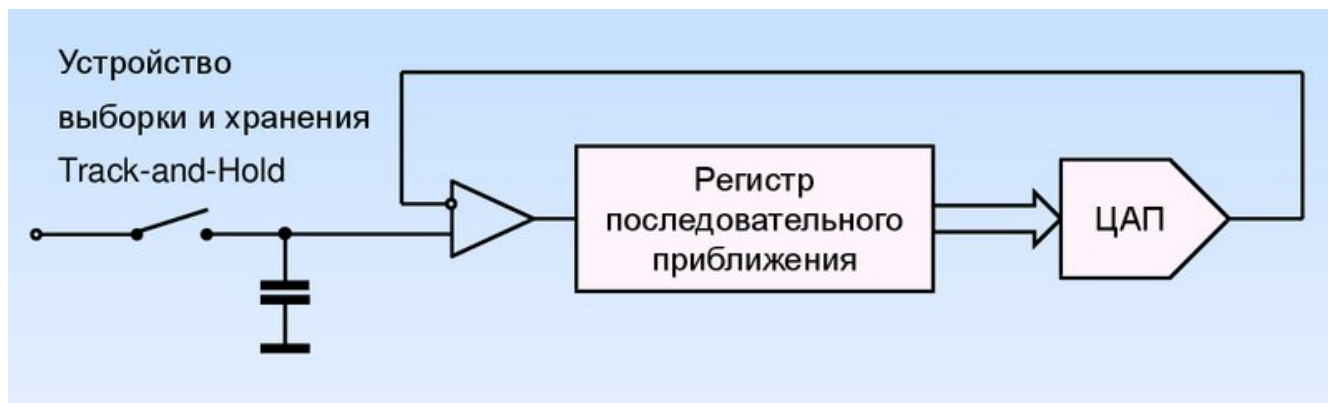 Устройство
выборки и хранения
Track-and-Hold
Регистр
последовательного
приближения
ЦАП